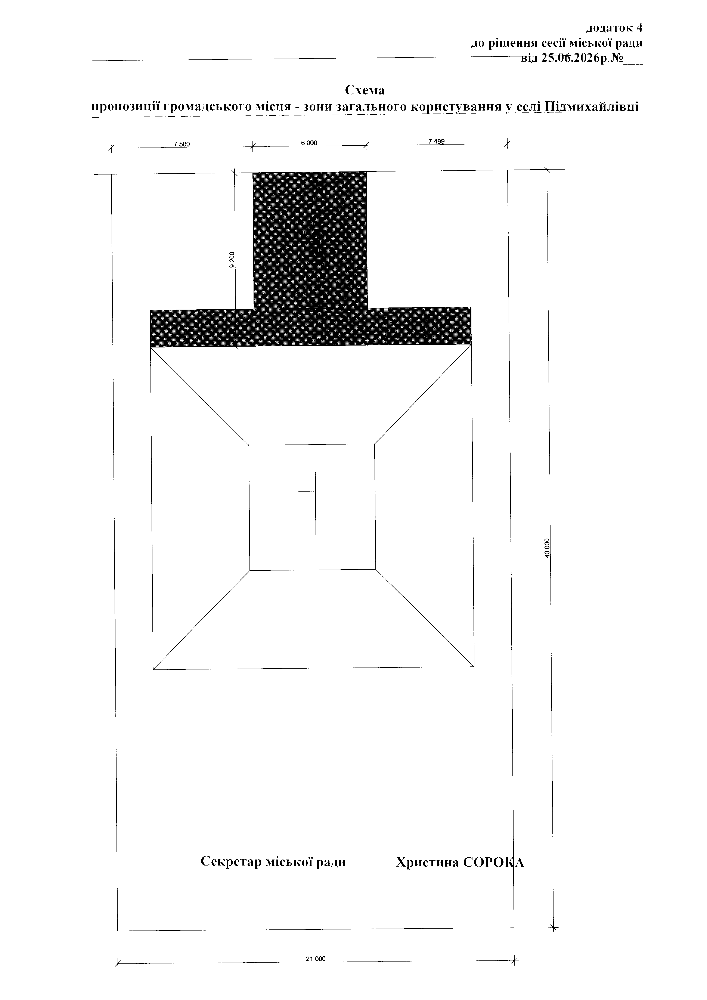 додаток 4
до рішення сесії міської ради
від 25.06.2026р.№___
Схема
пропозиції громадського місця - зони загального користування у селі Підмихайлівці
7 500
6 000
7 499
9 200
40 000
Секретар міської ради Христина СОРОКА
21 000